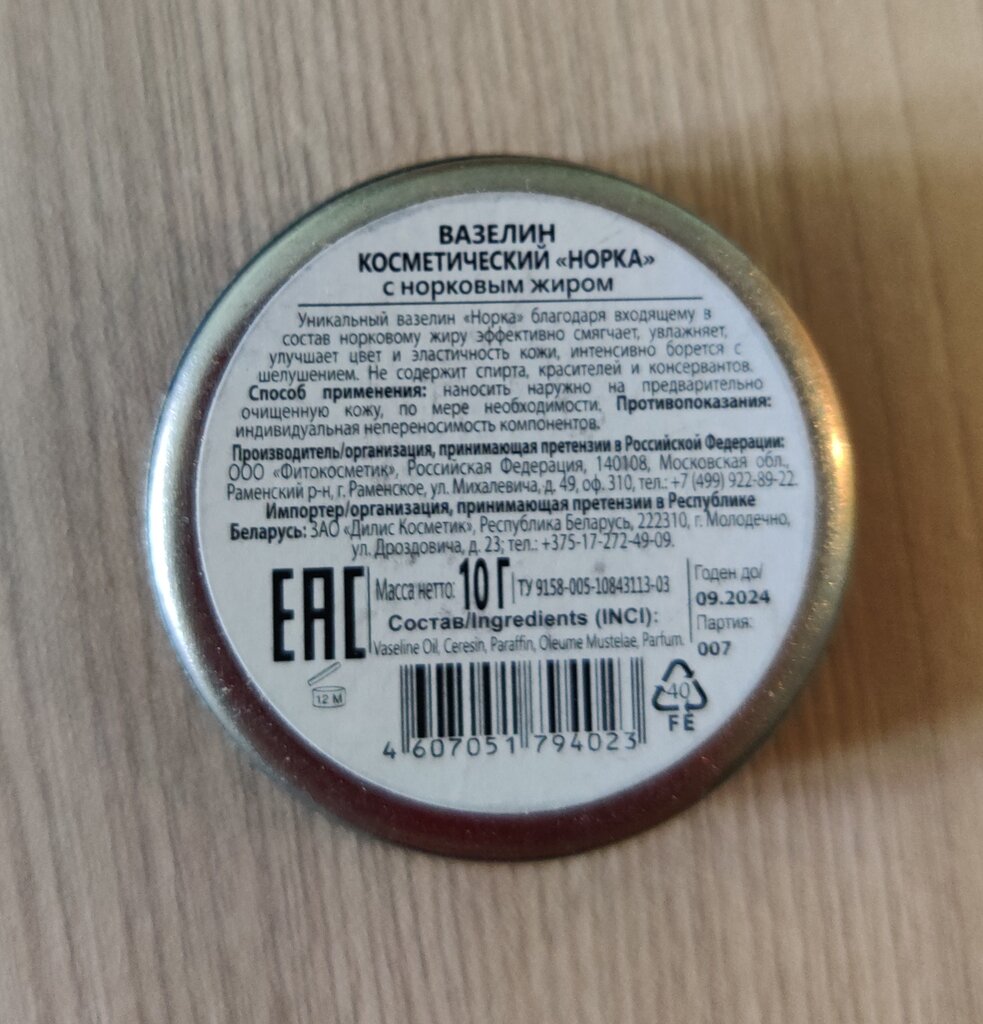 ВАЗЕЛИН
КОСМЕТИЧЕСКИЙ «НОРКА»
с норковым жиром
Уникальный вазелин «Норка» благодаря входящему в
состав норковому жиру эффективно смягчает, увлажняет,
улучшает цвет и эластичность кожи, интенсивно борется с
шелушением. Не содержит спирта, красителей и консервантов.
Способ применения: наносить наружно на предварительно
очищенную кожу, по мере необходимости. Противопоказания:
индивидуальная непереносимость компонентов.
Производитель/организация, принимающая претензии в Российской Федерации:
ООО «Фитокосметик», Российская Федерация, 140108, Московская обл.,
Раменский р-н, г. Раменское, ул. Михалевича, д. 49, оф. 310, тел.: +7 (499) 922-89-22.
Импортер/организация, принимающая претензии в Республике
Беларусь: ЗАО «Дилис Косметик», Республика Беларусь, 222310, г. Молодечно,
ул. Дроздовича, д. 23; тел.: +375-17-272-49-09.
EAC
Масса нетто: 10 Г
ТУ 9158-005-10843113-03
Состав/Ingredients (INCI):
Vaseline Oil, Ceresin, Paraffin, Oleume Mustelae, Parfum.
Годен до/
09.2024
Партия:
007
12 M
4 607051 794023
40
FE